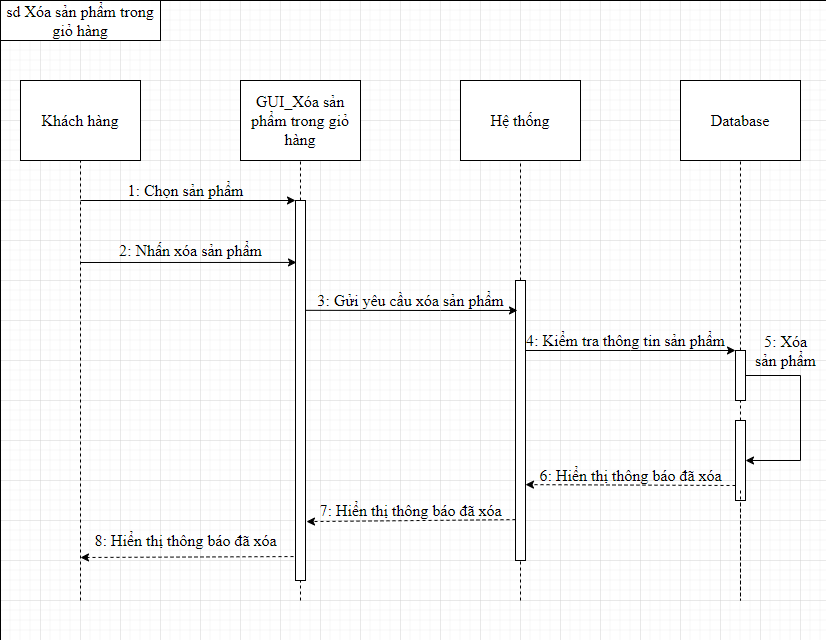 sd Xóa sản phẩm trong
giỏ hàng
Khách hàng
GUI_Xóa sản
phẩm trong giỏ
hàng
Hệ thống
Database
1: Chọn sản phẩm
2: Nhấn xóa sản phẩm
3: Gửi yêu cầu xóa sản phẩm
4: Kiểm tra thông tin sản phẩm
5: Xóa
sản phẩm
6: Hiển thị thông báo đã xóa
7: Hiển thị thông báo đã xóa
8: Hiển thị thông báo đã xóa